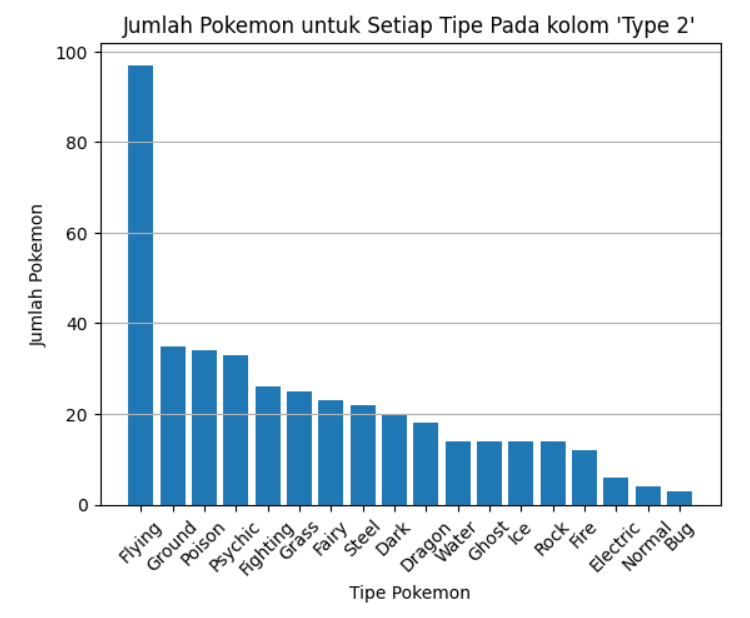 Jumlah Pokemon untuk Setiap Tipe Pada kolom 'Type 2'
100
80
60
40
20
0
Jumlah Pokemon
Flying
Ground
Poison
Psychic
Fighting
Grass
Fairy
Steel
Dark
Dragon
Water
Ghost
Ice
Rock
Fire
Electric
Normal
Bug
Tipe Pokemon